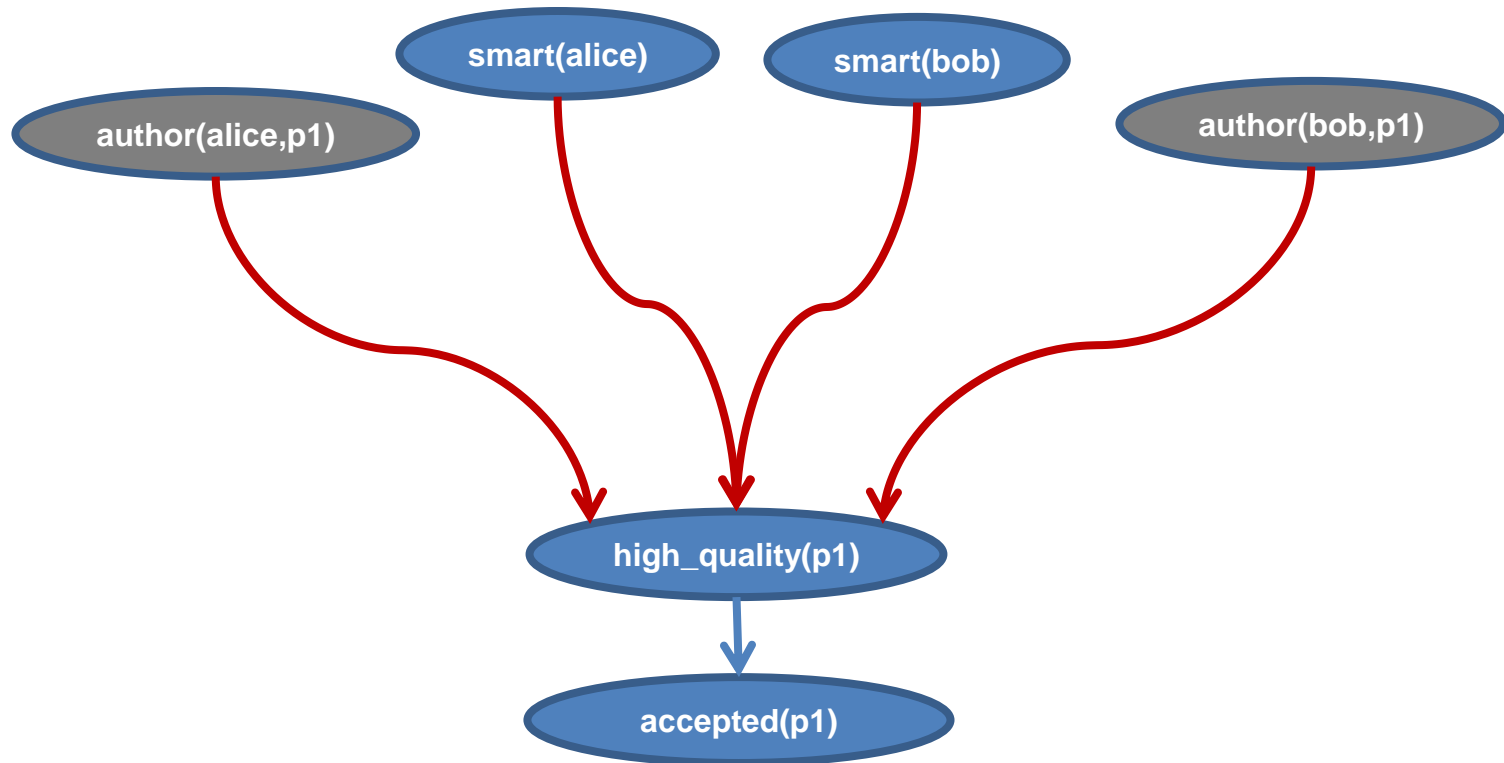 smart(alice)
smart(bob)
author(alice,p1)
author(bob,p1)
high_quality(p1)
accepted(p1)